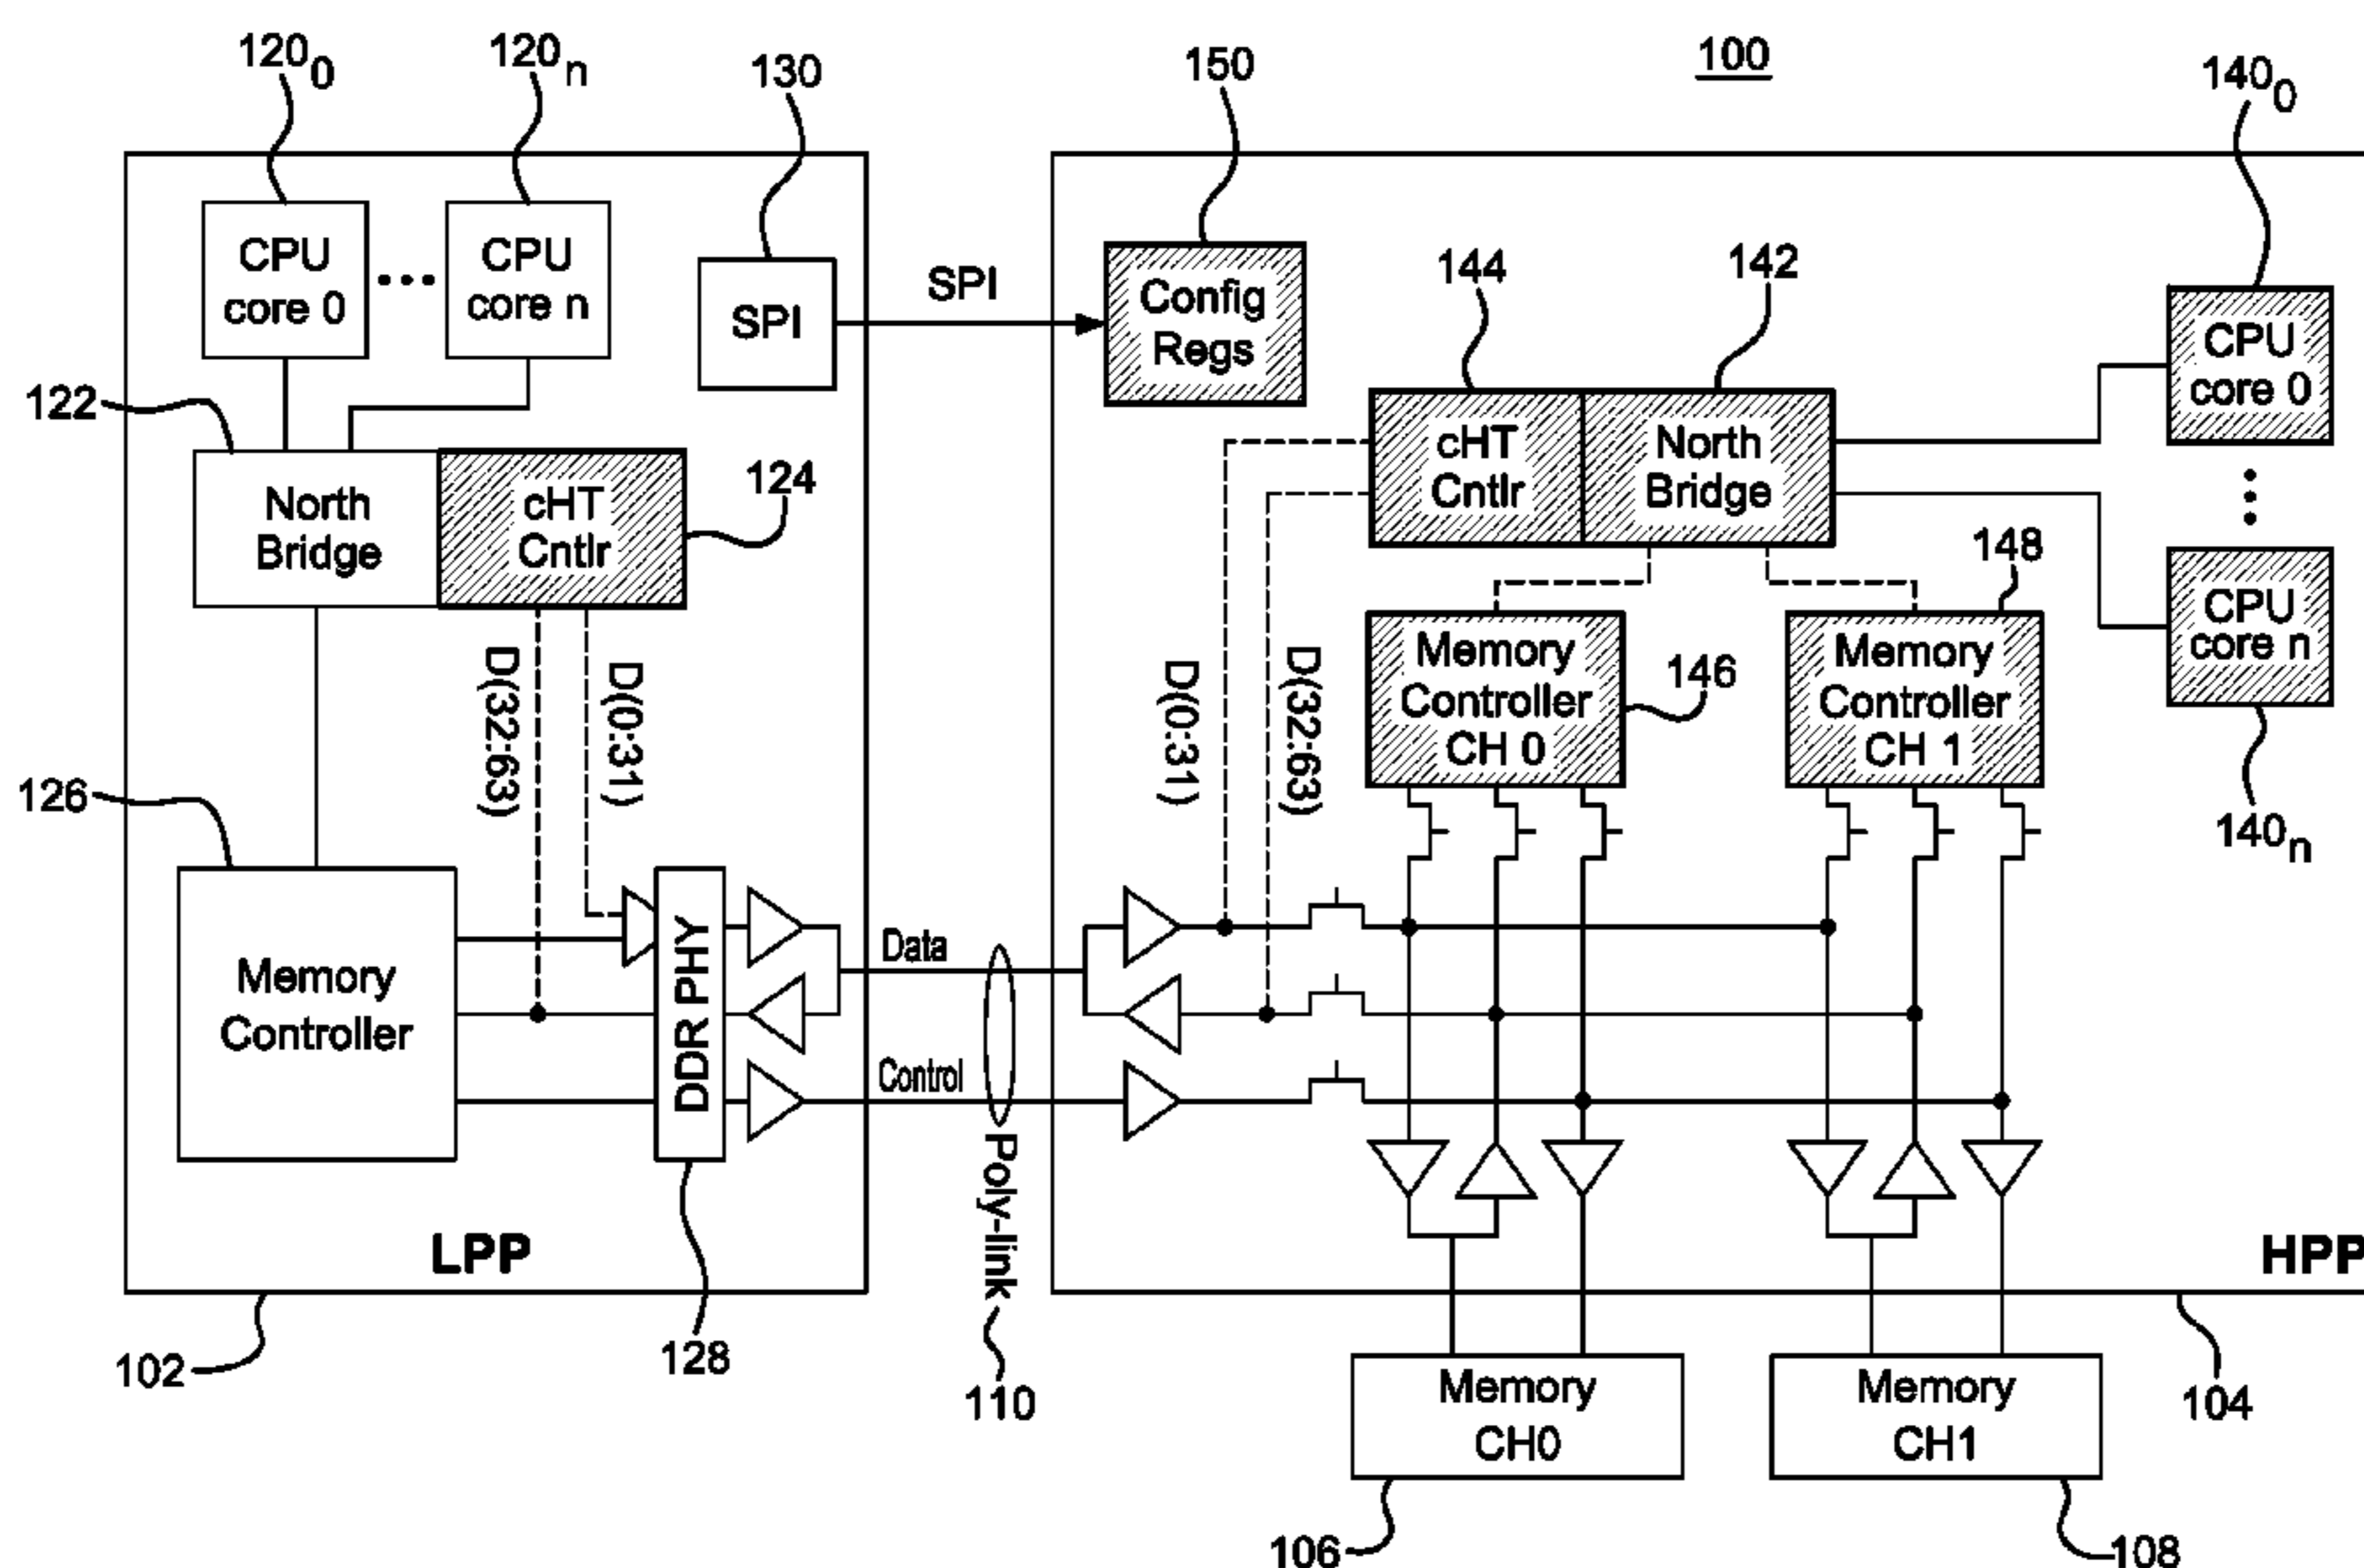 1200
120n
130
150
100
1400
CPU
core 0
CPU
core n
SPI
SPI
Config
Regs
144
142
CPU
core 0
122
North
Bridge
cHT
Cntlr
124
cHT
Cntlr
North
Bridge
148
CPU
core n
D(32:63)
D(0:31)
D(0:31)
D(32:63)
Memory
Controller
CH 0
146
Memory
Controller
CH 1
140n
126
Memory
Controller
DDR PHY
Data
Control
Poly-link
LPP
HPP
102
128
110
Memory
CH0
Memory
CH1
104
106
108